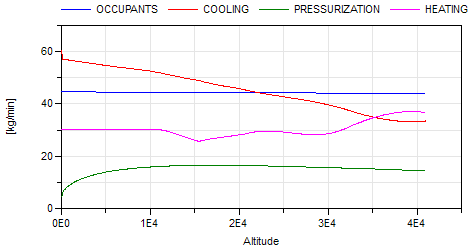 OCCUPANTS COOLING PRESSURIZATION HEATING
60
40
20
0
[kg/min]
0E0 1E4 2E4 3E4 4E4
Altitude